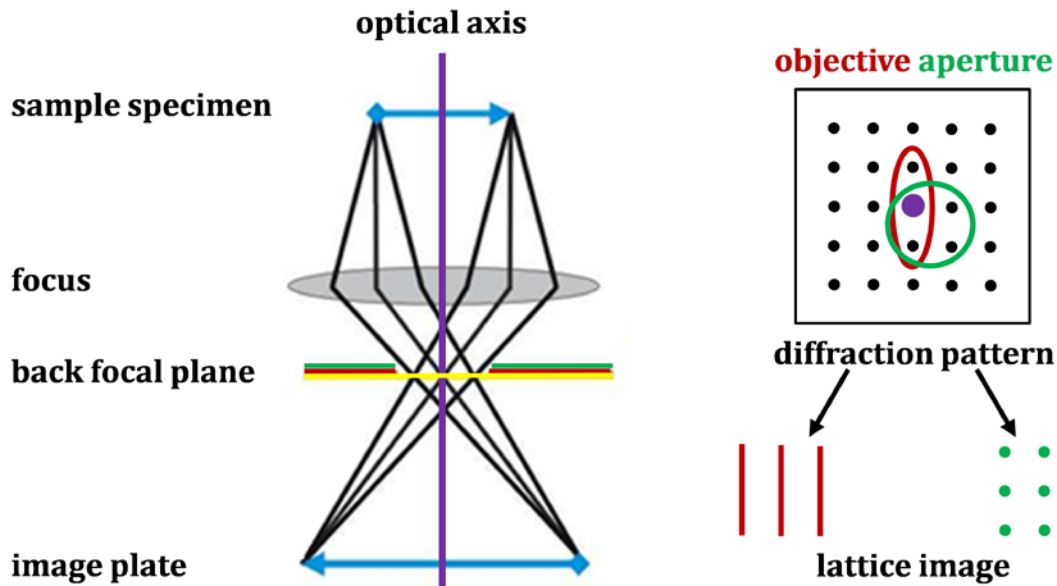 optical axis
sample specimen
focus
back focal plane
image plate
objective aperture
diffraction pattern
lattice image